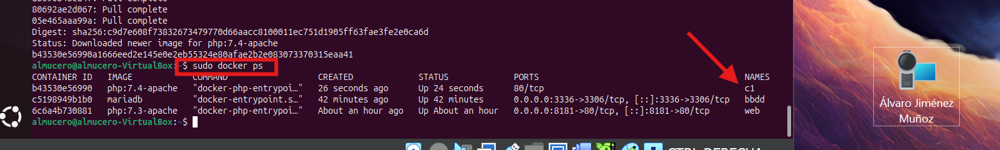 80692ae2d067: Pull complete
05e465aaa99a: Pull complete
Digest: sha256:c9d7e608f73832673479770d66aacc8100011ec751d1905ff63fae3fe2e0ca6d
Status: Downloaded newer image for php:7.4-apache
b43530e56990a1666eed2e145e0e2eb55324e80afae2b2e083073370315eaa41
almucero@almucero-VirtualBox:~$ sudo docker ps
CONTAINER ID IMAGE COMMAND CREATED STATUS PORTS NAMES
b43530e56990 php:7.4-apache "docker-php-entrypoi…" 26 seconds ago Up 24 seconds 80/tcp c1
c5198949b1b0 mariadb "docker-entrypoint.s…" 42 minutes ago Up 42 minutes 0.0.0.0:3336->3306/tcp, [::]:3336->3306/tcp bbdd
6c6a4b730881 php:7.3-apache "docker-php-entrypoi…" About an hour ago Up About an hour 0.0.0.0:8181->80/tcp, [::]:8181->80/tcp web
almucero@almucero-VirtualBox:~$
Álvaro Jiménez
Muñoz
CTRL DERECHA